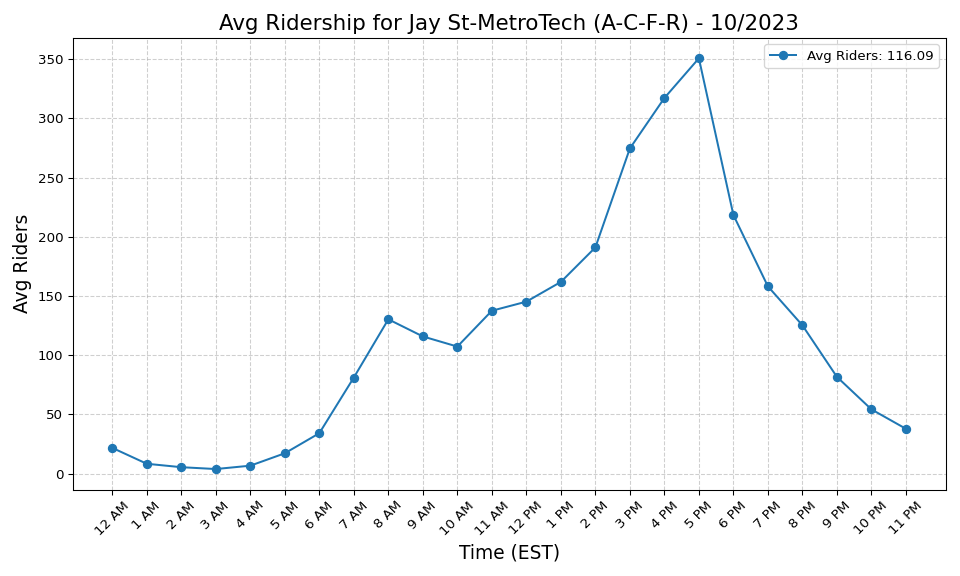 Avg Ridership for Jay St-MetroTech (A-C-F-R) - 10/2023
Avg Riders: 116.09
Avg Riders
350
300
250
200
150
100
50
0
12 AM
1 AM
2 AM
3 AM
4 AM
5 AM
6 AM
7 AM
8 AM
9 AM
10 AM
11 AM
12 PM
1 PM
2 PM
3 PM
4 PM
5 PM
6 PM
7 PM
8 PM
9 PM
10 PM
11 PM
Time (EST)